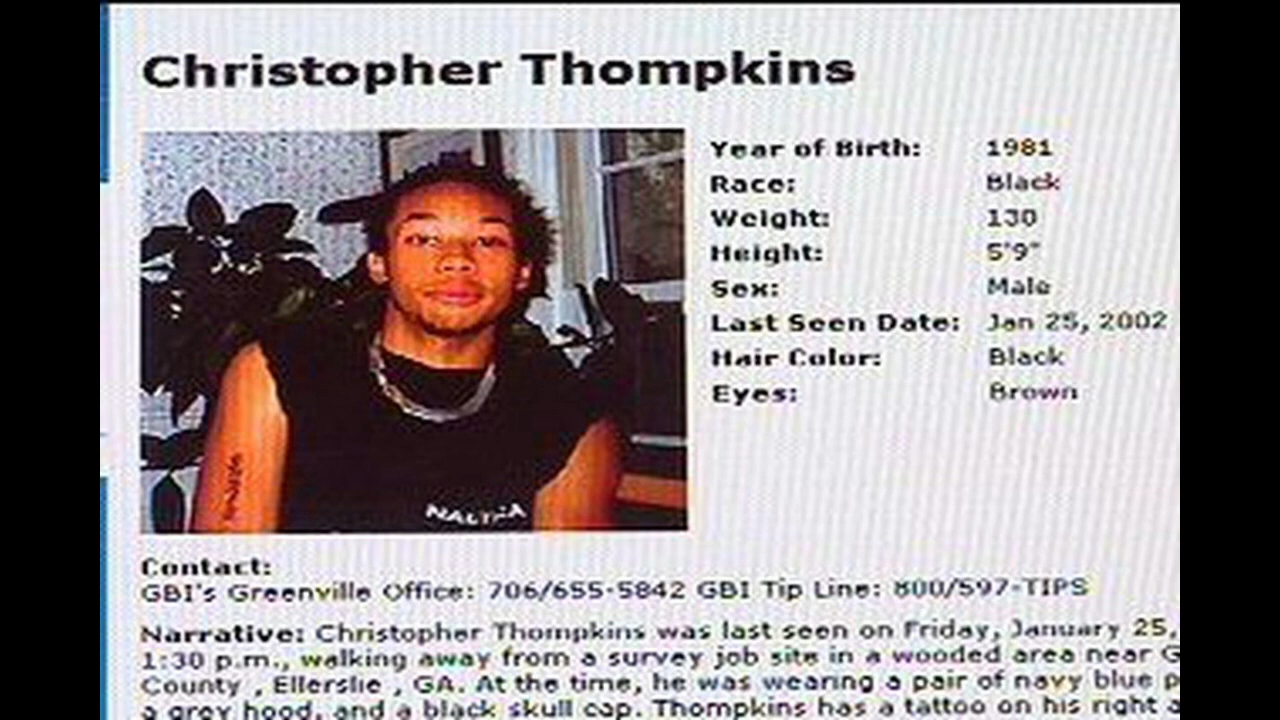 Christopher Thompkins
Year of Birth: 1981
Race: Black
Weight: 130
Height: 5'9"
Sex: Male
Last Seen Date: Jan 25, 2002
Hair Color: Black
Eyes: Brown
NAUTICA
Contact:
GBI's Greenville Office: 706/655-5842 GBI Tip Line: 800/597-TIPS
Narrative: Christopher Thompkins was last seen on Friday, January 25,
1:30 p.m., walking away from a survey job site in a wooded area near G
County , Ellerslie , GA. At the time, he was wearing a pair of navy blue p
a grey hood, and a black skull cap. Thompkins has a tattoo on his right a